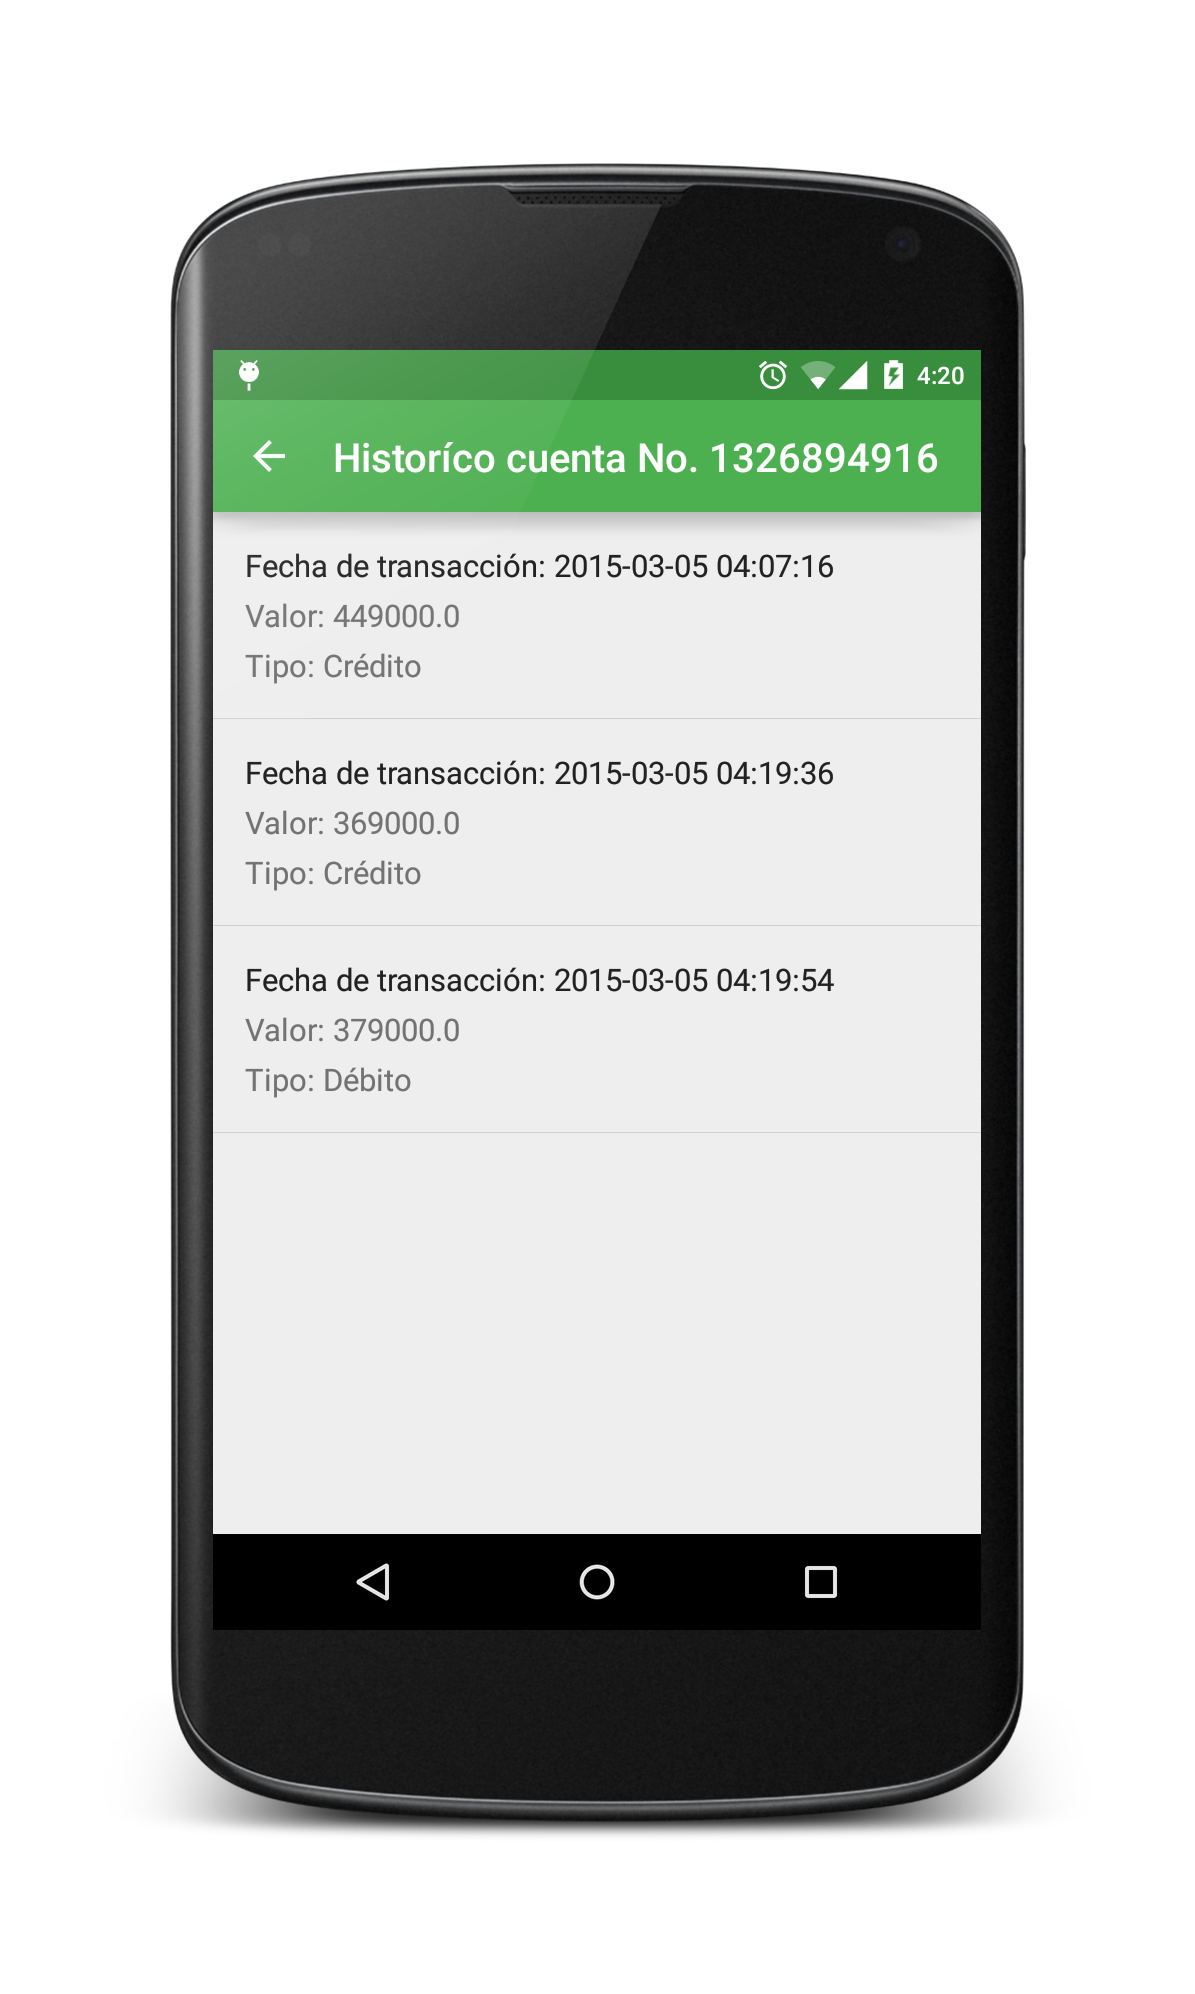 4:20
Historíco cuenta No. 1326894916
Fecha de transacción: 2015-03-05 04:07:16
Valor: 449000.0
Tipo: Crédito
Fecha de transacción: 2015-03-05 04:19:36
Valor: 369000.0
Tipo: Crédito
Fecha de transacción: 2015-03-05 04:19:54
Valor: 379000.0
Tipo: Débito